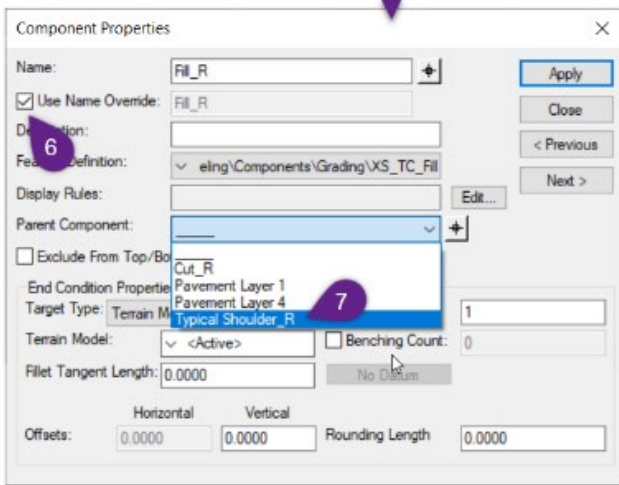 Component Properties
Name: Fill_R Apply
Use Name Override: Fill_R Close
6
< Previous
Feature Definition: eling\Components\Grading\XS_TC_Fill
Next >
Display Rules: Edit...
Parent Component:
Exclude From Top/Bo
Cut_R
Pavement Layer 1
End Condition Propertie
Pavement Layer 4
7
Target Type: Terrain M Typical Shoulder_R 1
Terrain Model: <Active> Benching Count: 0
Fillet Tangent Length: 0.0000 No Datum
Horizontal Vertical
Offsets: 0.0000 0.0000 Rounding Length 0.0000